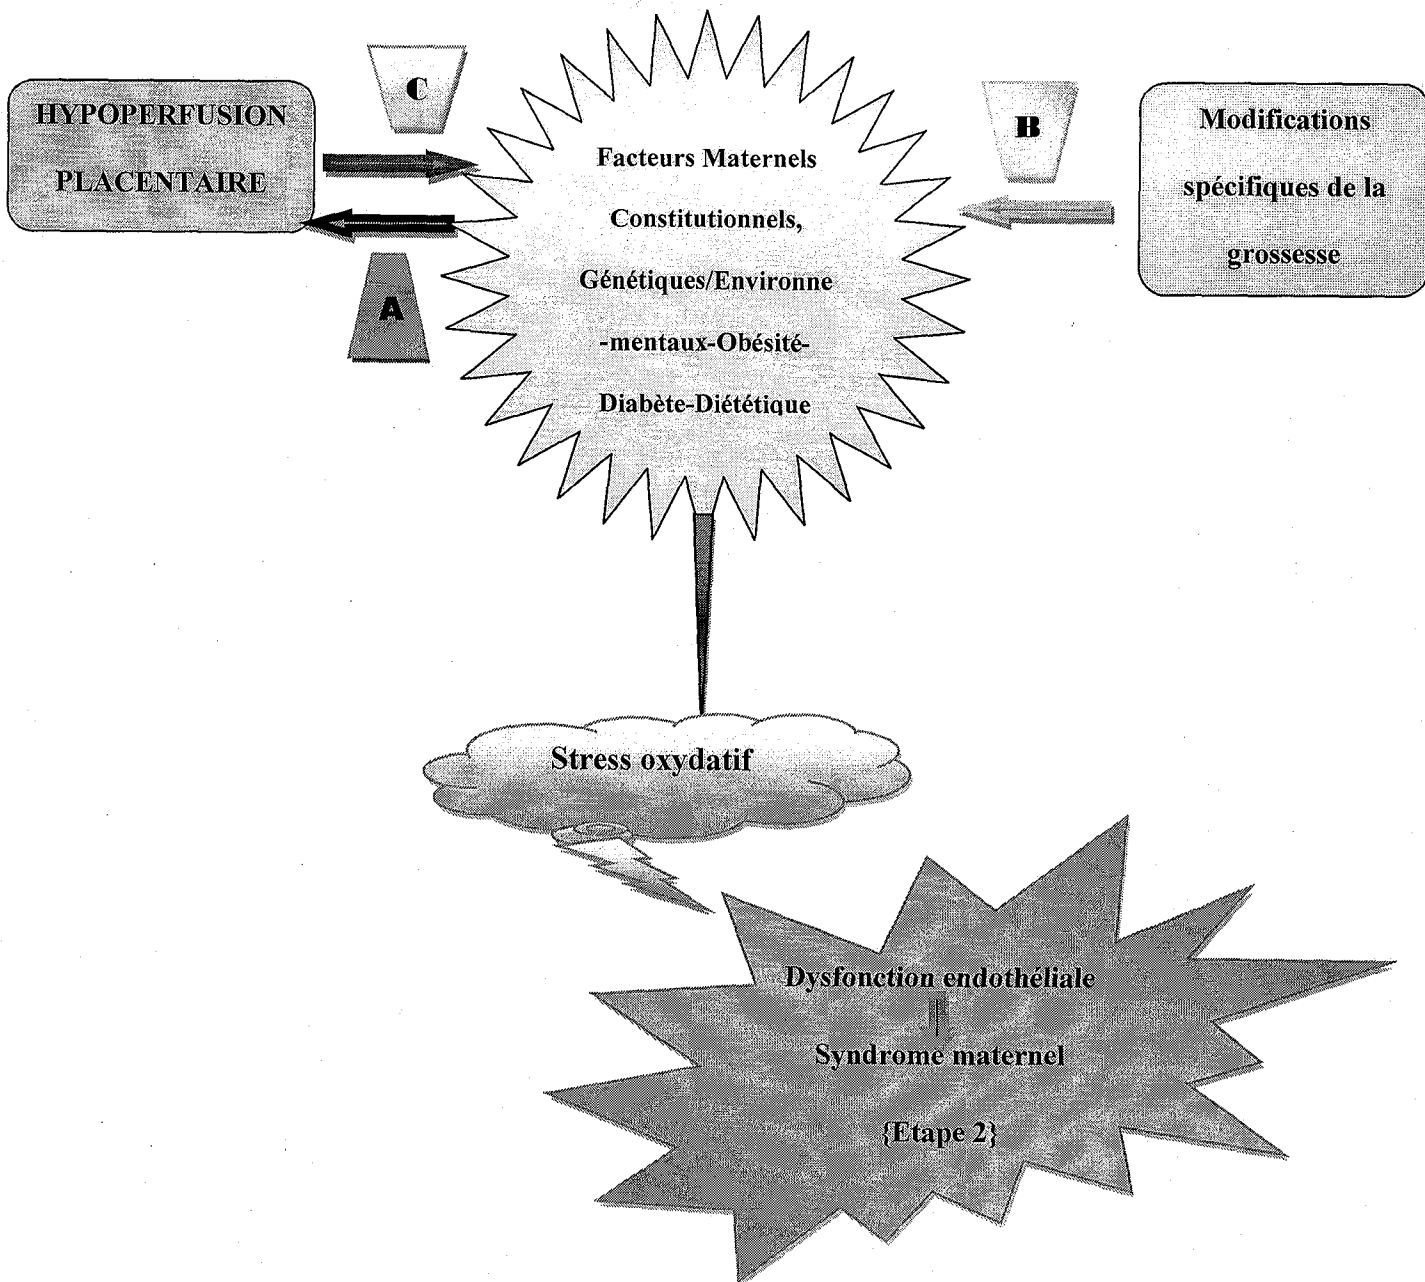 HYPOPERFUSION
PLACENTAIRE
C
A
Facteurs Maternels
Constitutionnels,
Génétiques/Environne
-mentaux-Obésité-
Diabète-Diététique
B
Modifications
spécifiques de la
grossesse
Stress oxydatif
Dysfonction endothéliale
Syndrome maternel
{Etape 2}